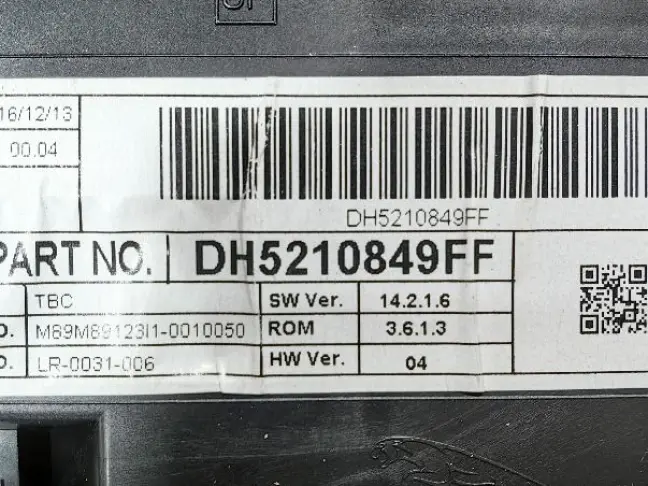 16/12/13
00.04
DH5210849FF
PART NO. DH5210849FF
TBC SW Ver. 14.2.1.6
D. M89M89123I1-0010050 ROM 3.6.1.3
D. LR-0031-006 HW Ver. 04